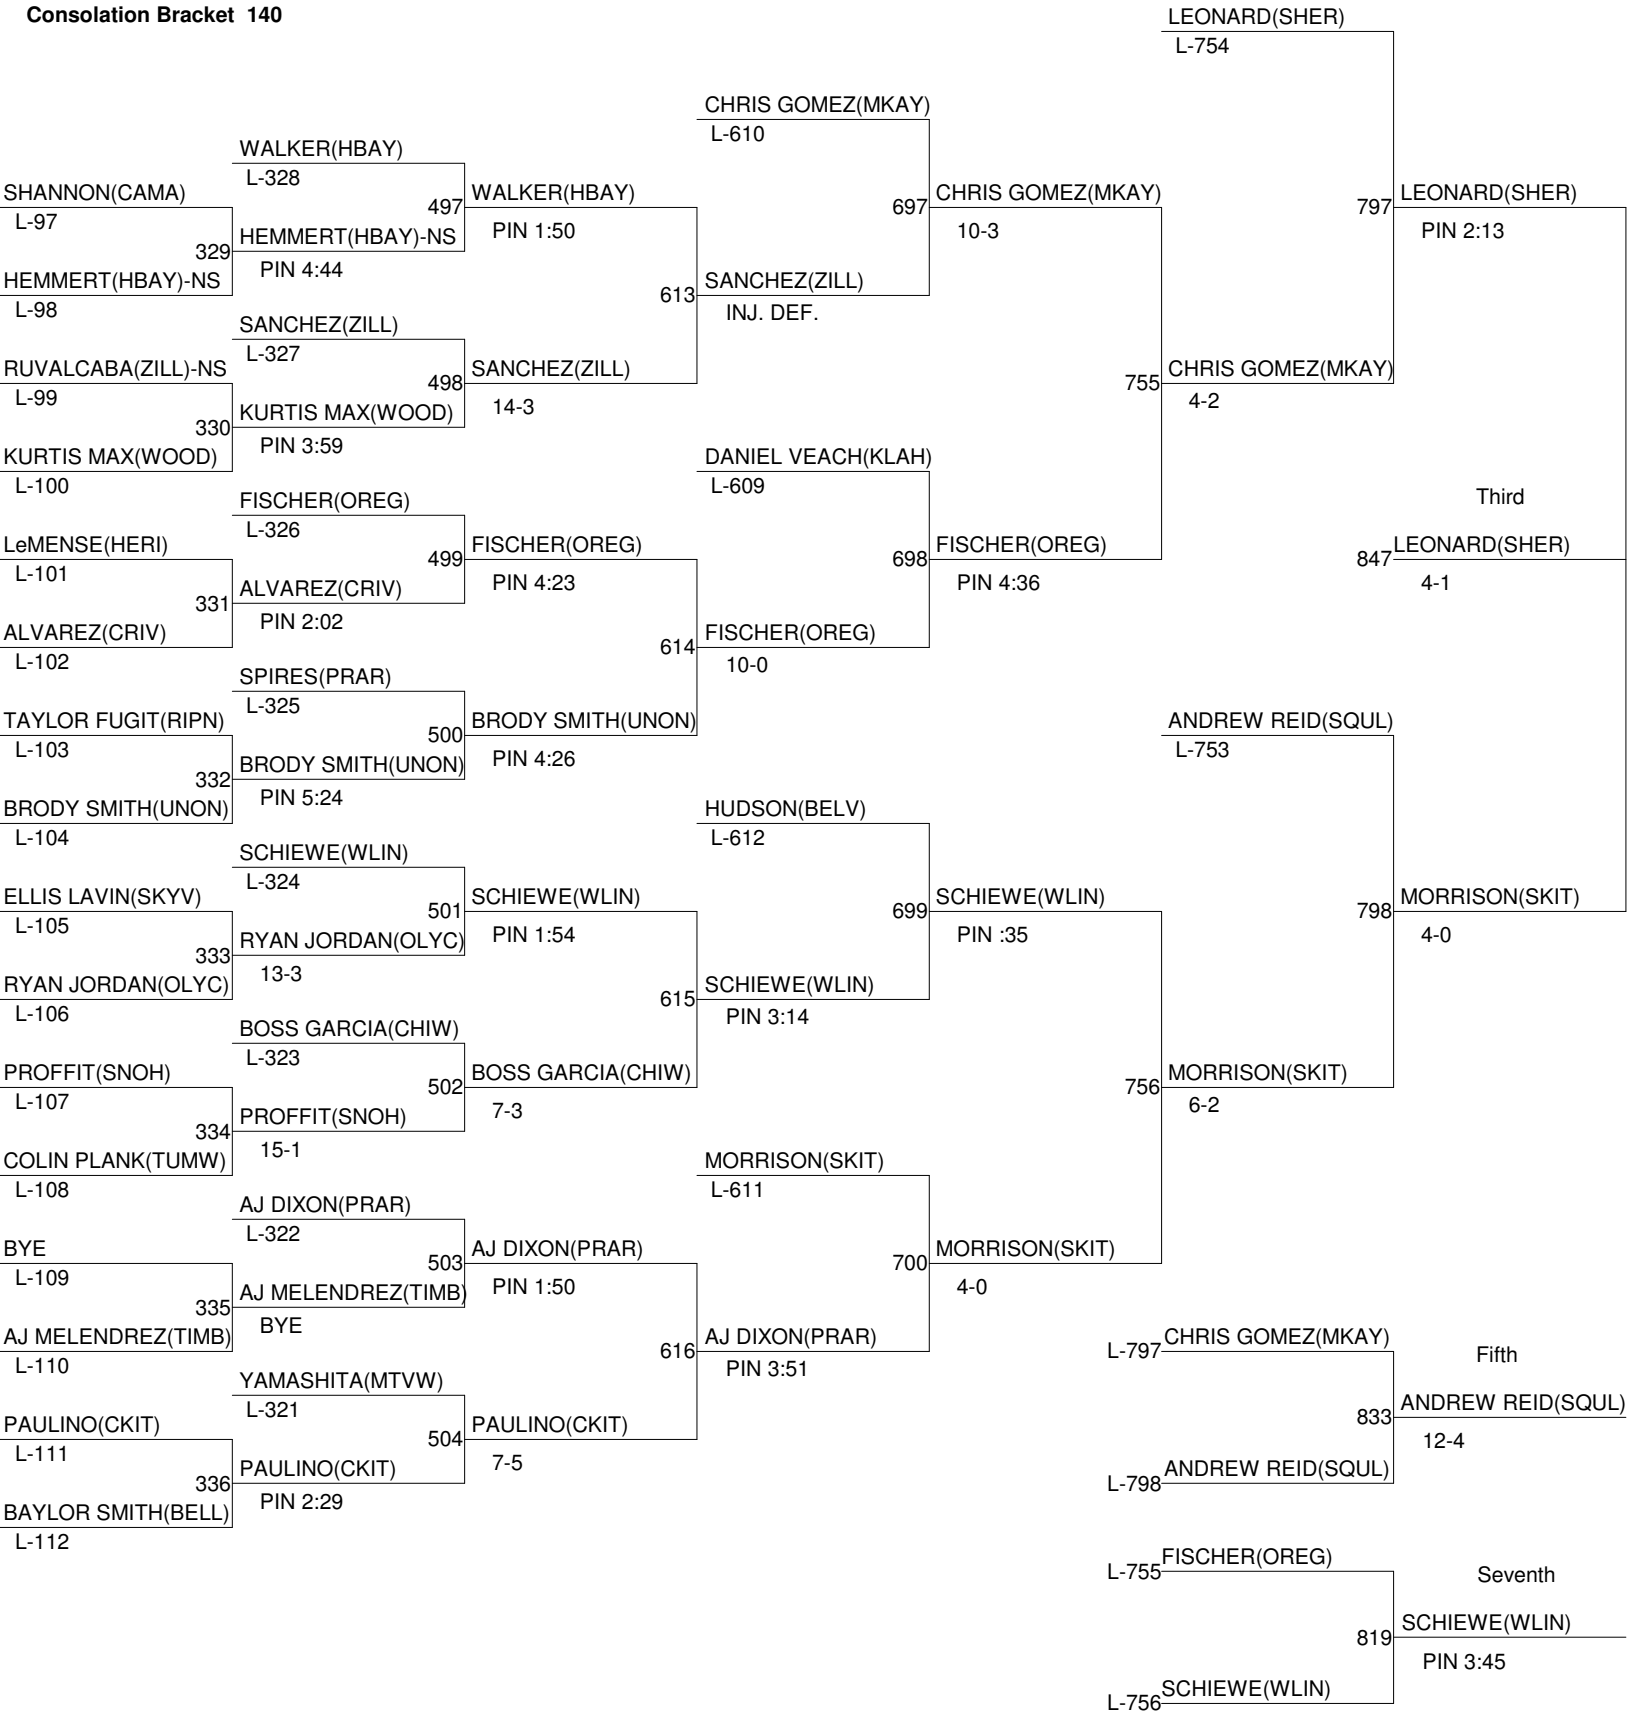 Consolation Bracket 140
SHANNON(CAMA)
L-97
329
HEMMERT(HBAY)-NS
L-98
RUVALCABA(ZILL)-NS
L-99
330
KURTIS MAX(WOOD)
L-100
LeMENSE(HERI)
L-101
331
ALVAREZ(CRIV)
L-102
TAYLOR FUGIT(RIPN)
L-103
332
BRODY SMITH(UNON)
L-104
ELLIS LAVIN(SKYV)
L-105
333
RYAN JORDAN(OLYC)
L-106
PROFFIT(SNOH)
L-107
334
COLIN PLANK(TUMW)
L-108
BYE
L-109
335
AJ MELENDREZ(TIMB)
L-110
PAULINO(CKIT)
L-111
336
BAYLOR SMITH(BELL)
L-112
WALKER(HBAY)
L-328
497
HEMMERT(HBAY)-NS
PIN 4:44
SANCHEZ(ZILL)
L-327
498
KURTIS MAX(WOOD)
PIN 3:59
FISCHER(OREG)
L-326
499
ALVAREZ(CRIV)
PIN 2:02
SPIRES(PRAR)
L-325
500
BRODY SMITH(UNON)
PIN 5:24
SCHIEWE(WLIN)
L-324
501
RYAN JORDAN(OLYC)
13-3
BOSS GARCIA(CHIW)
L-323
502
PROFFIT(SNOH)
15-1
AJ DIXON(PRAR)
L-322
503
AJ MELENDREZ(TIMB)
BYE
YAMASHITA(MTVW)
L-321
504
PAULINO(CKIT)
PIN 2:29
WALKER(HBAY)
PIN 1:50
613
SANCHEZ(ZILL)
14-3
FISCHER(OREG)
PIN 4:23
614
BRODY SMITH(UNON)
PIN 4:26
SCHIEWE(WLIN)
PIN 1:54
615
BOSS GARCIA(CHIW)
7-3
AJ DIXON(PRAR)
PIN 1:50
616
PAULINO(CKIT)
7-5
CHRIS GOMEZ(MKAY)
L-610
697
SANCHEZ(ZILL)
INJ. DEF.
DANIEL VEACH(KLAH)
L-609
698
FISCHER(OREG)
10-0
HUDSON(BELV)
L-612
699
SCHIEWE(WLIN)
PIN 3:14
MORRISON(SKIT)
L-611
700
AJ DIXON(PRAR)
PIN 3:51
CHRIS GOMEZ(MKAY)
10-3
755
FISCHER(OREG)
PIN 4:36
SCHIEWE(WLIN)
PIN :35
756
MORRISON(SKIT)
4-0
LEONARD(SHER)
L-754
797
CHRIS GOMEZ(MKAY)
4-2
ANDREW REID(SQUL)
L-753
798
MORRISON(SKIT)
6-2
LEONARD(SHER)
PIN 2:13
Third
847
LEONARD(SHER)
4-1
MORRISON(SKIT)
4-0
CHRIS GOMEZ(MKAY)
L-797
Fifth
833
ANDREW REID(SQUL)
12-4
ANDREW REID(SQUL)
L-798
FISCHER(OREG)
L-755
Seventh
819
SCHIEWE(WLIN)
PIN 3:45
SCHIEWE(WLIN)
L-756